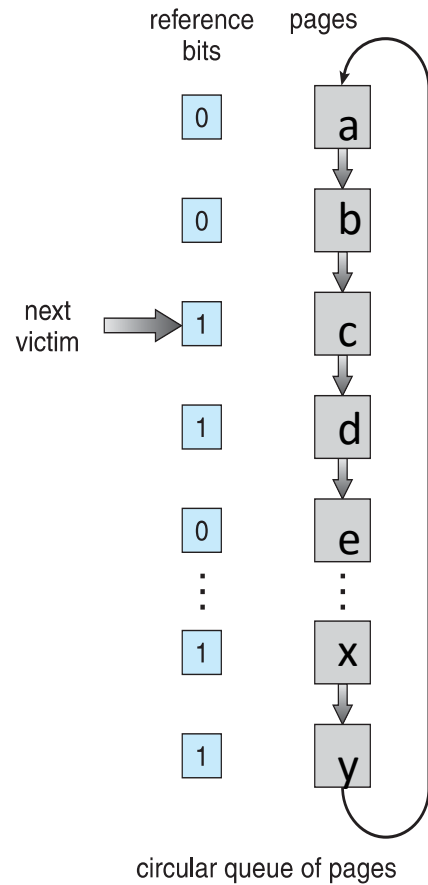 reference pages
bits
0 a
0 b
next
victim
1 c
1 d
0 e
1 x
1 y
circular queue of pages